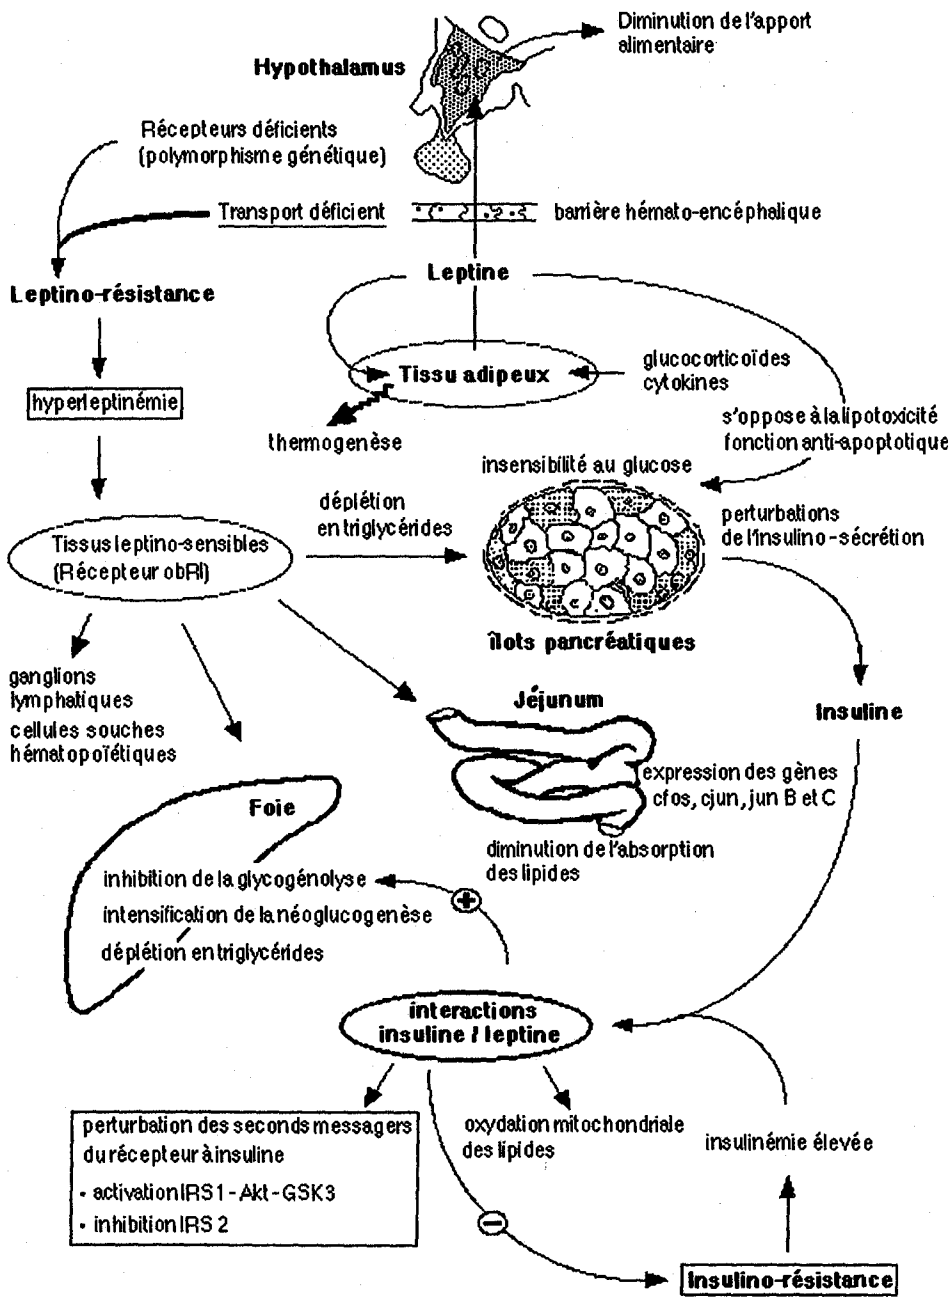 Diminution de l'apport
alimentaire
Hypothalamus
Récepteurs déficients
(polymorphisme génétique)
Transport déficient
barrière hémato-encéphalique
Leptine
Leptino-résistance
Tissu adipeux
glucocorticoïdes
cytokines
hyperleptinémie
thermogenèse
s'oppose à la lipotoxicité
fonction anti-apoptotique
insensibilité au glucose
déplétion
en triglycérides
perturbations
de l'insulino-sécrétion
Tissus leptino-sensibles
(Récepteur obRl)
îlots pancréatiques
ganglions
lymphatiques
cellules souches
hématopoïétiques
Jéjunum
Insuline
expression des gènes
cfos, cjun, jun B et C
Foie
diminution de l'absorption
des lipides
inhibition de la glycogénolyse
+
intensification de la néoglucogenèse
déplétion en triglycérides
interactions
insuline / leptine
perturbation des seconds messagers
du récepteur à insuline
• activation IRS1-Akt-GSK3
• inhibition IRS 2
oxydation mitochondriale
des lipides
insulinémie élevée
−
Insulino-résistance